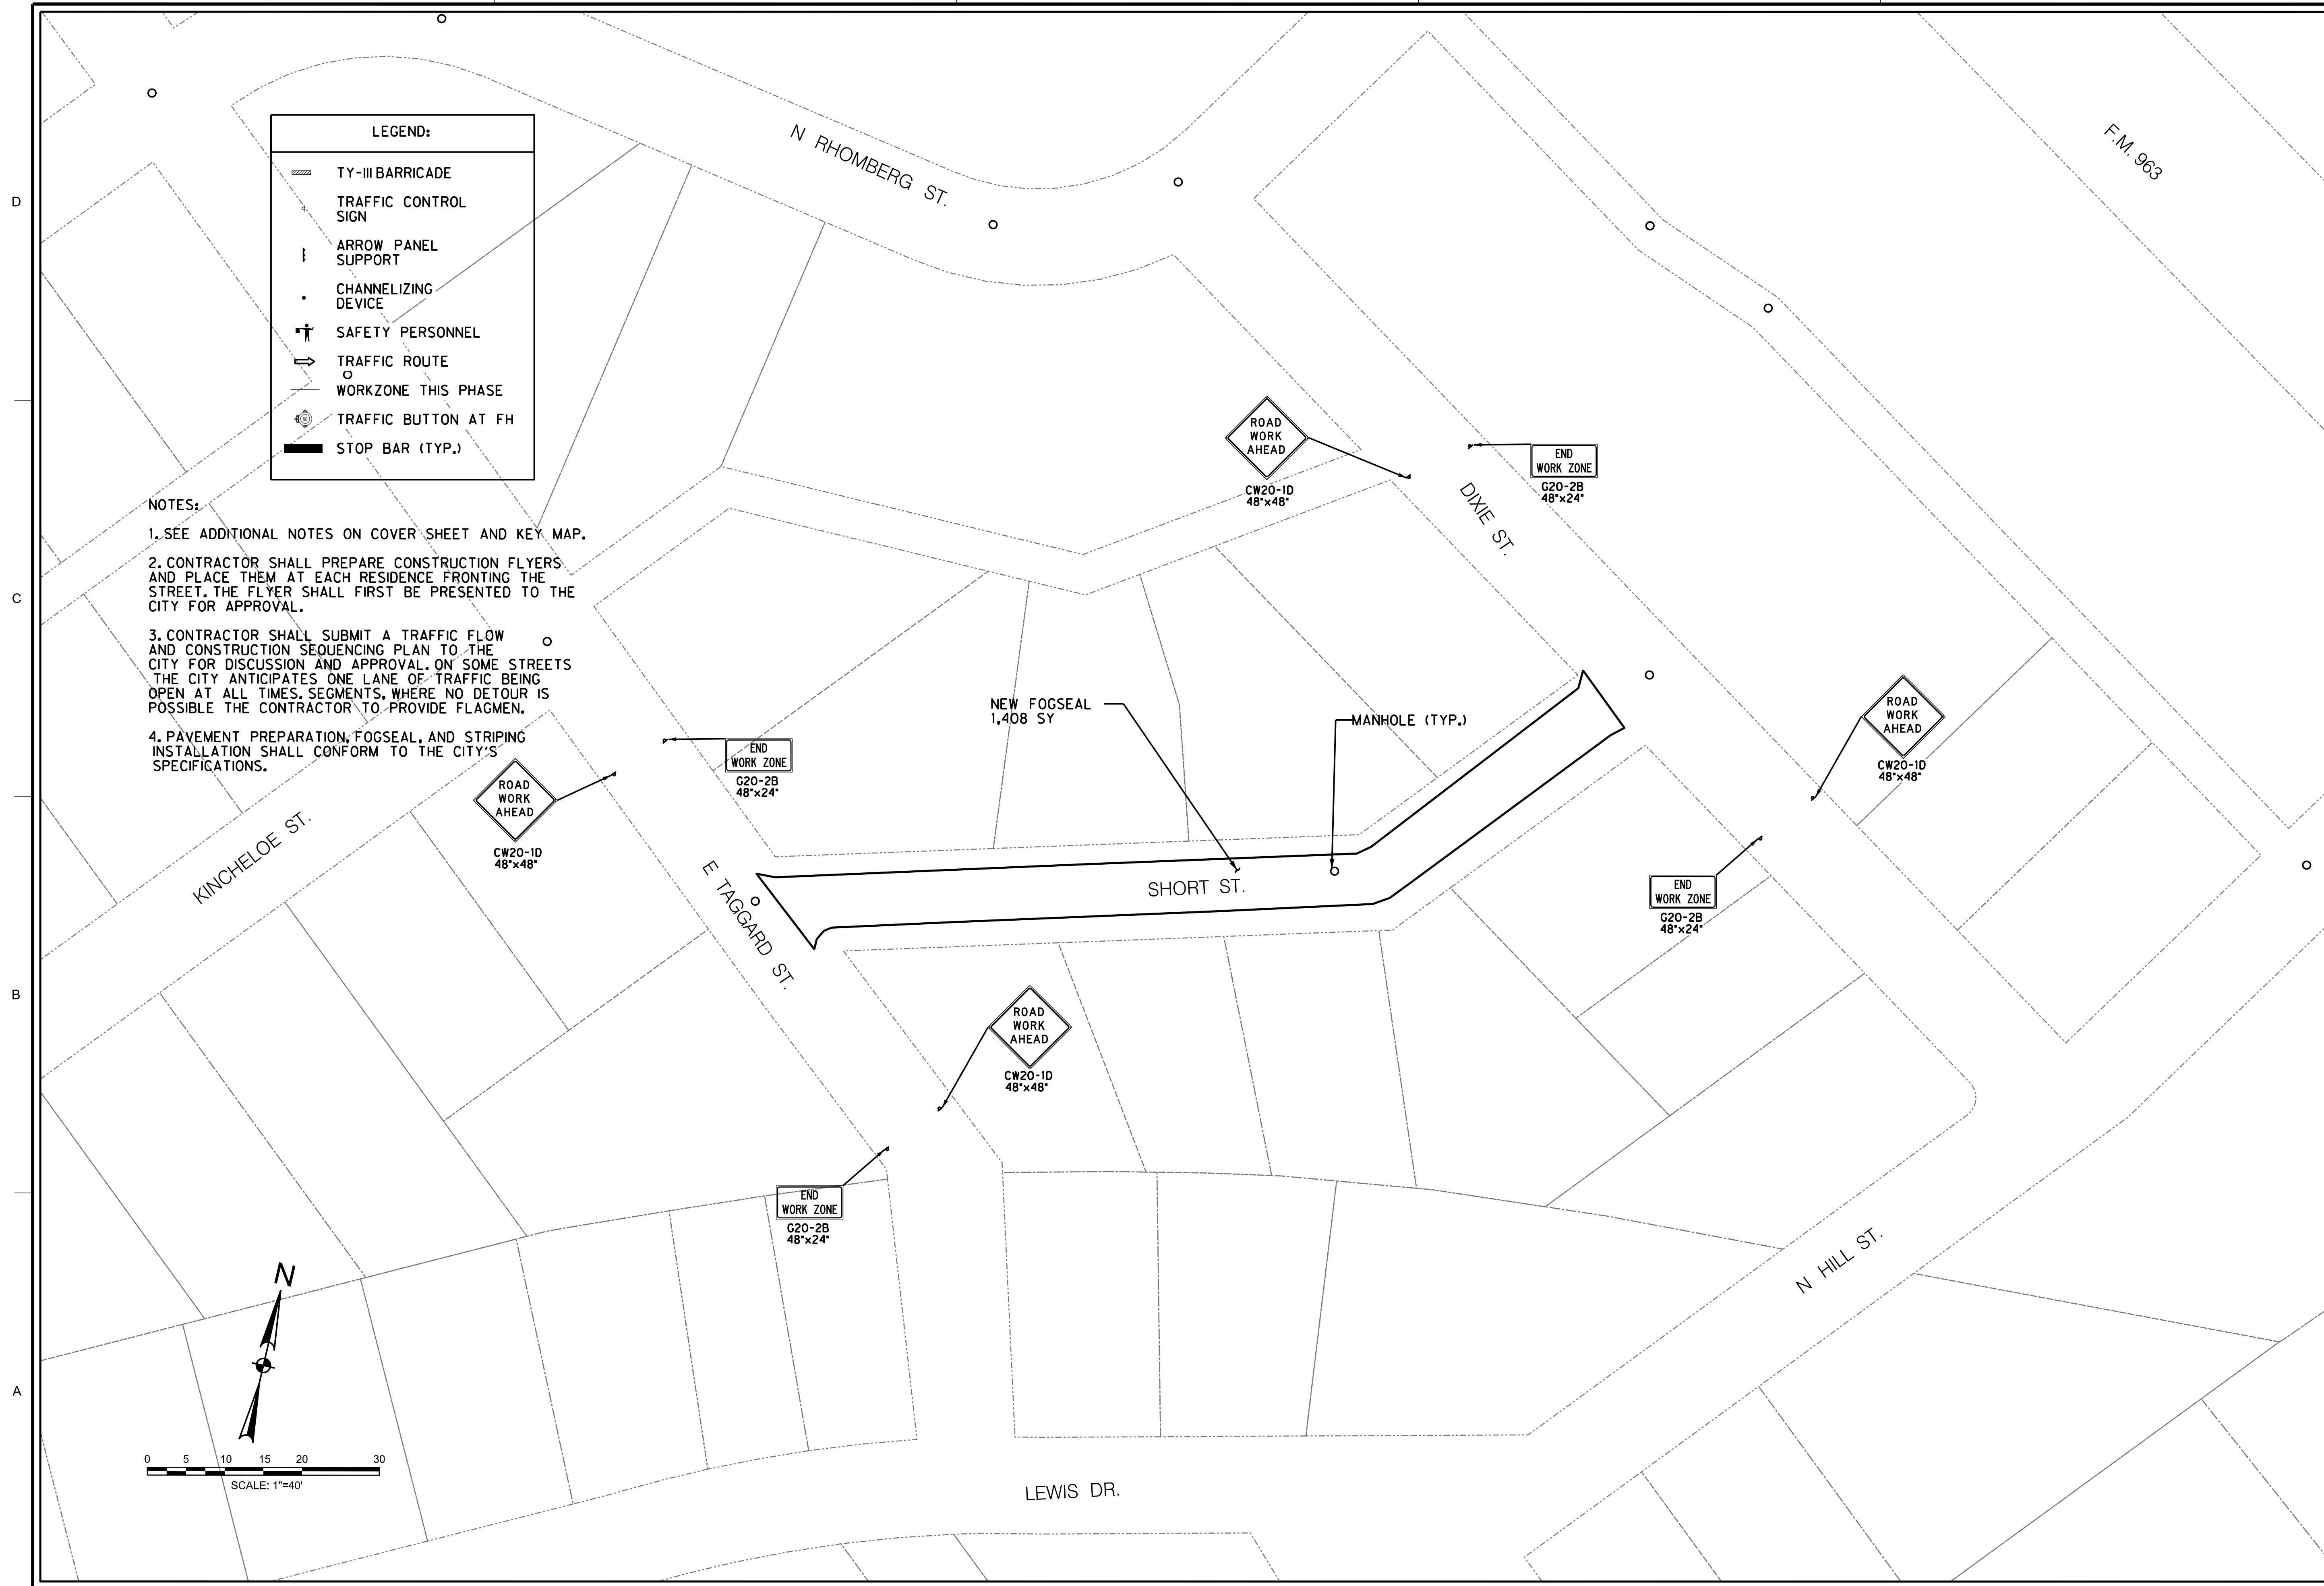 D
C
B
A
LEGEND:
TY-III BARRICADE
TRAFFIC CONTROL
SIGN
ARROW PANEL
SUPPORT
CHANNELIZING
DEVICE
SAFETY PERSONNEL
TRAFFIC ROUTE
WORKZONE THIS PHASE
TRAFFIC BUTTON AT FH
STOP BAR (TYP.)
NOTES:
1. SEE ADDITIONAL NOTES ON COVER SHEET AND KEY MAP.
2. CONTRACTOR SHALL PREPARE CONSTRUCTION FLYERS
AND PLACE THEM AT EACH RESIDENCE FRONTING THE
STREET. THE FLYER SHALL FIRST BE PRESENTED TO THE
CITY FOR APPROVAL.
3. CONTRACTOR SHALL SUBMIT A TRAFFIC FLOW
AND CONSTRUCTION SEQUENCING PLAN TO THE
CITY FOR DISCUSSION AND APPROVAL. ON SOME STREETS
THE CITY ANTICIPATES ONE LANE OF TRAFFIC BEING
OPEN AT ALL TIMES. SEGMENTS, WHERE NO DETOUR IS
POSSIBLE THE CONTRACTOR TO PROVIDE FLAGMEN.
4. PAVEMENT PREPARATION, FOGSEAL, AND STRIPING
INSTALLATION SHALL CONFORM TO THE CITY'S
SPECIFICATIONS.
N RHOMBERG ST.
F.M. 963
ROAD
WORK
AHEAD
CW20-1D
48"x48"
END
WORK ZONE
G20-2B
48"x24"
DIXIE ST.
NEW FOGSEAL
1,408 SY
MANHOLE (TYP.)
ROAD
WORK
AHEAD
CW20-1D
48"x48"
END
WORK ZONE
G20-2B
48"x24"
ROAD
WORK
AHEAD
CW20-1D
48"x48"
KINCHELOE ST.
E TAGGARD ST.
SHORT ST.
END
WORK ZONE
G20-2B
48"x24"
ROAD
WORK
AHEAD
CW20-1D
48"x48"
END
WORK ZONE
G20-2B
48"x24"
N HILL ST.
LEWIS DR.
N
0 5 10 15 20 30
SCALE: 1"=40'